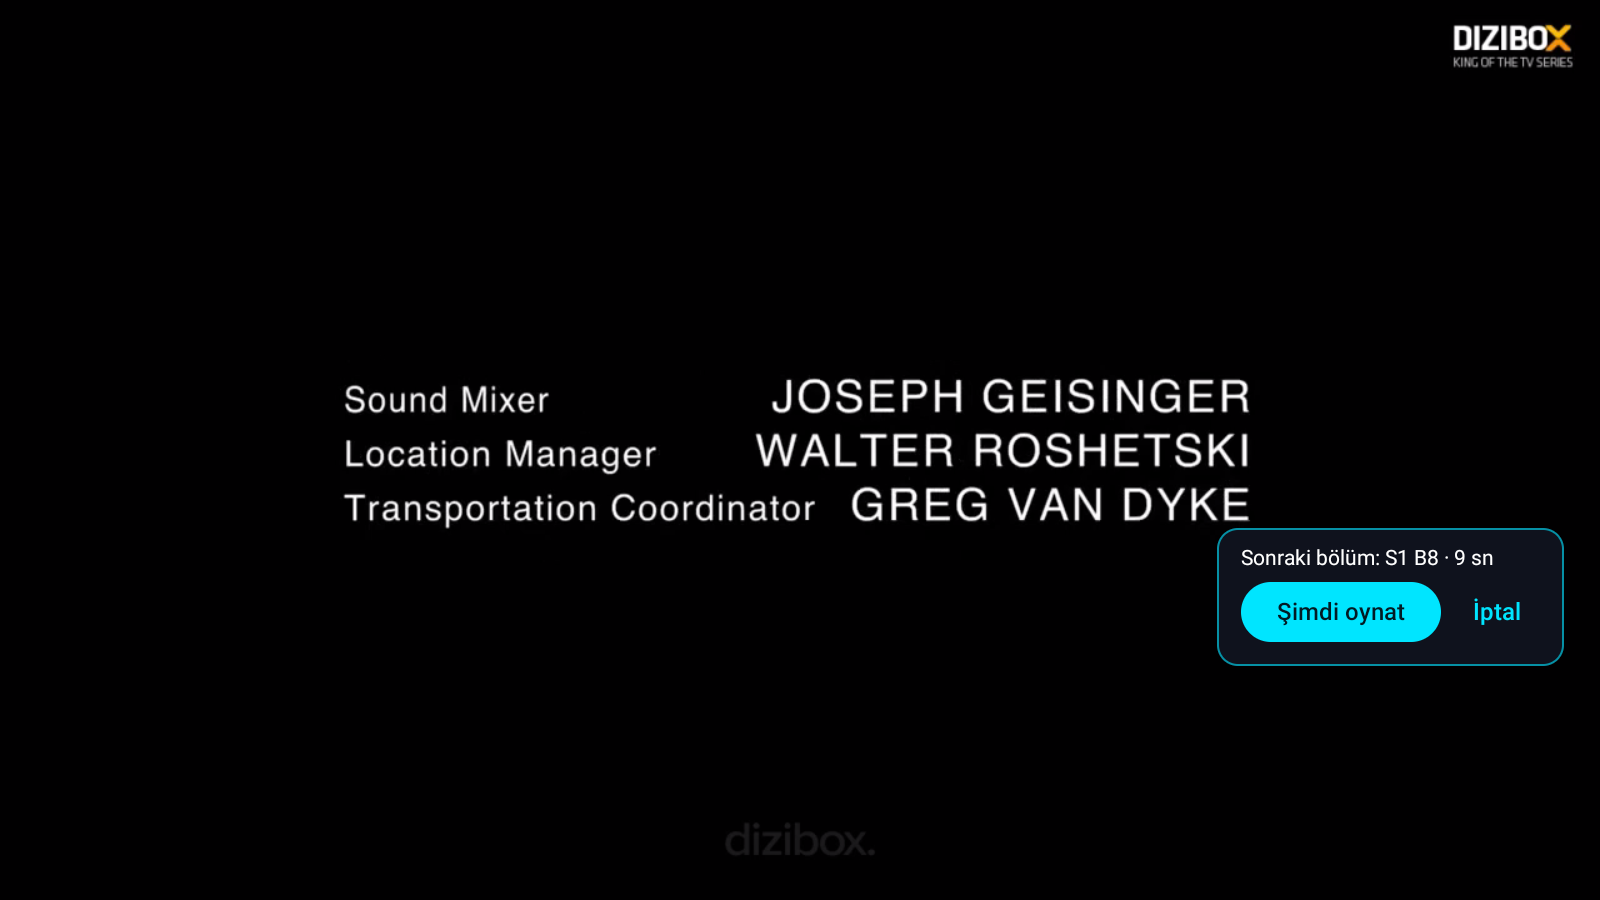 DIZIBOX
KING OF THE TV SERIES
Sound Mixer JOSEPH GEISINGER
Location Manager WALTER ROSHETSKI
Transportation Coordinator GREG VAN DYKE
Sonraki bölüm: S1 B8 · 9 sn
Şimdi oynat İptal
dizibox.